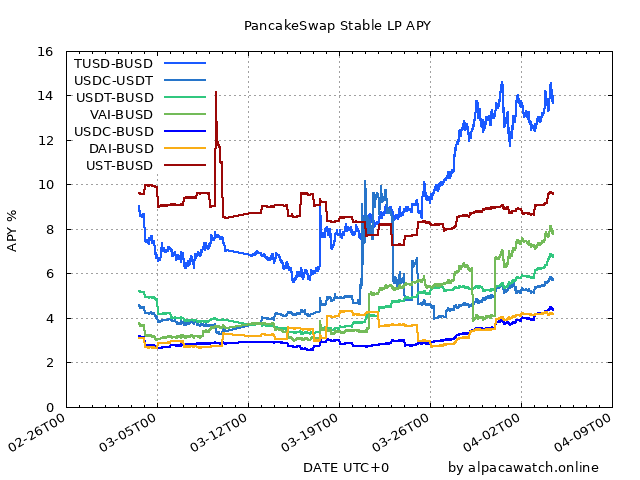 PancakeSwap Stable LP APY
16
14
12
10
8
6
4
2
0
APY %
TUSD-BUSD
USDC-USDT
USDT-BUSD
VAI-BUSD
USDC-BUSD
DAI-BUSD
UST-BUSD
02-26T00
03-05T00
03-12T00
03-19T00
03-26T00
04-02T00
04-09T00
DATE UTC+0
by alpacawatch.online